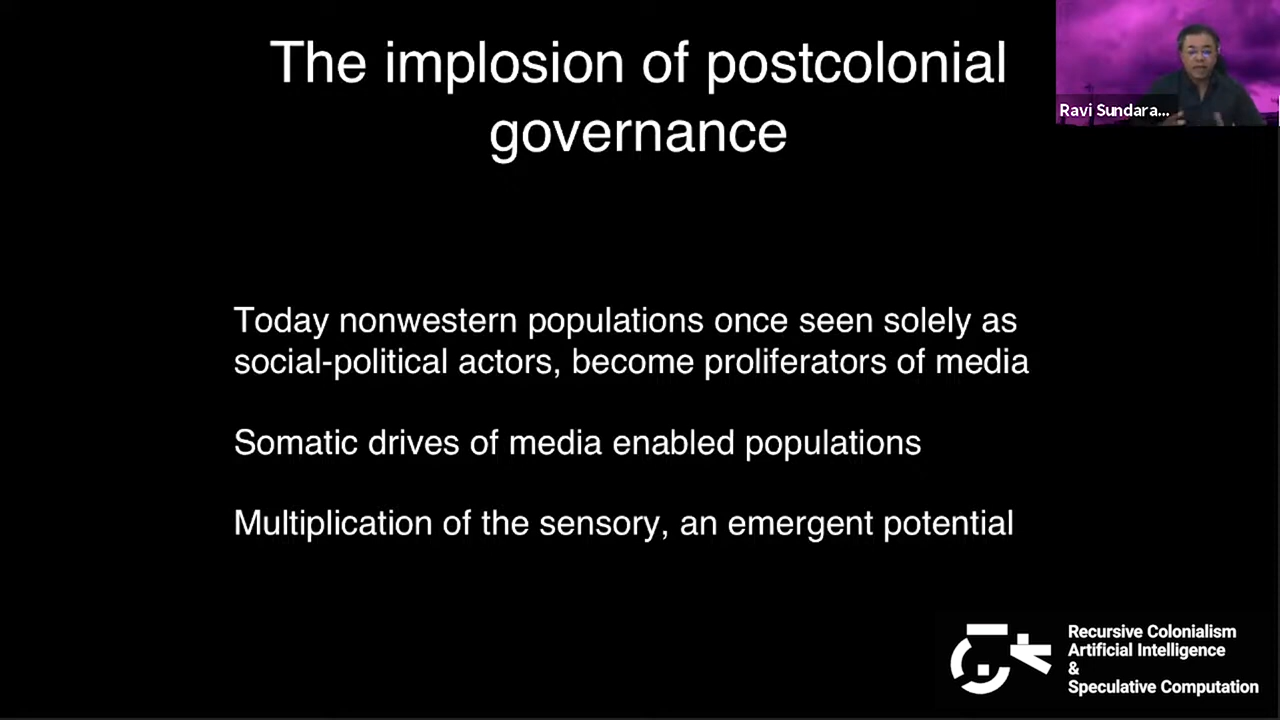 The implosion of postcolonial
governance
Ravi Sundara...
Today nonwestern populations once seen solely as
social-political actors, become proliferators of media
Somatic drives of media enabled populations
Multiplication of the sensory, an emergent potential
Recursive Colonialism
Artificial Intelligence
&
Speculative Computation